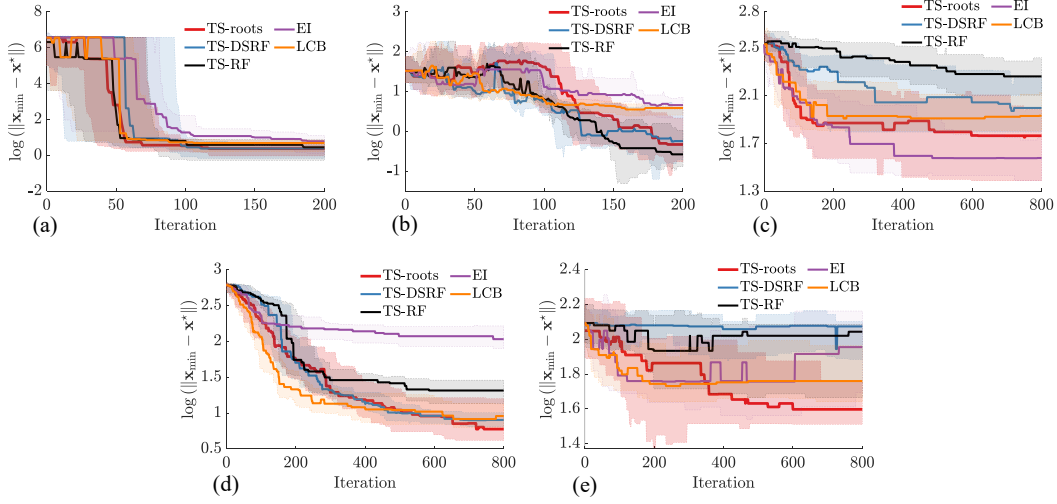 TS-roots EI
TS-DSRF LCB
TS-RF
log (||x_min − x*||)
8
6
4
2
0
-2
0 50 100 150 200
Iteration
(a)
TS-roots EI
TS-DSRF LCB
TS-RF
log (||x_min − x*||)
3
2
1
0
-1
0 50 100 150 200
Iteration
(b)
TS-roots EI
TS-DSRF LCB
TS-RF
log (||x_min − x*||)
2.8
2.5
2.1
1.7
1.3
0 200 400 600 800
Iteration
(c)
TS-roots EI
TS-DSRF LCB
TS-RF
log (||x_min − x*||)
3
2.5
2
1.5
1
0.5
0 200 400 600 800
Iteration
(d)
TS-roots EI
TS-DSRF LCB
TS-RF
log (||x_min − x*||)
2.4
2.2
2
1.8
1.6
1.4
0 200 400 600 800
Iteration
(e)